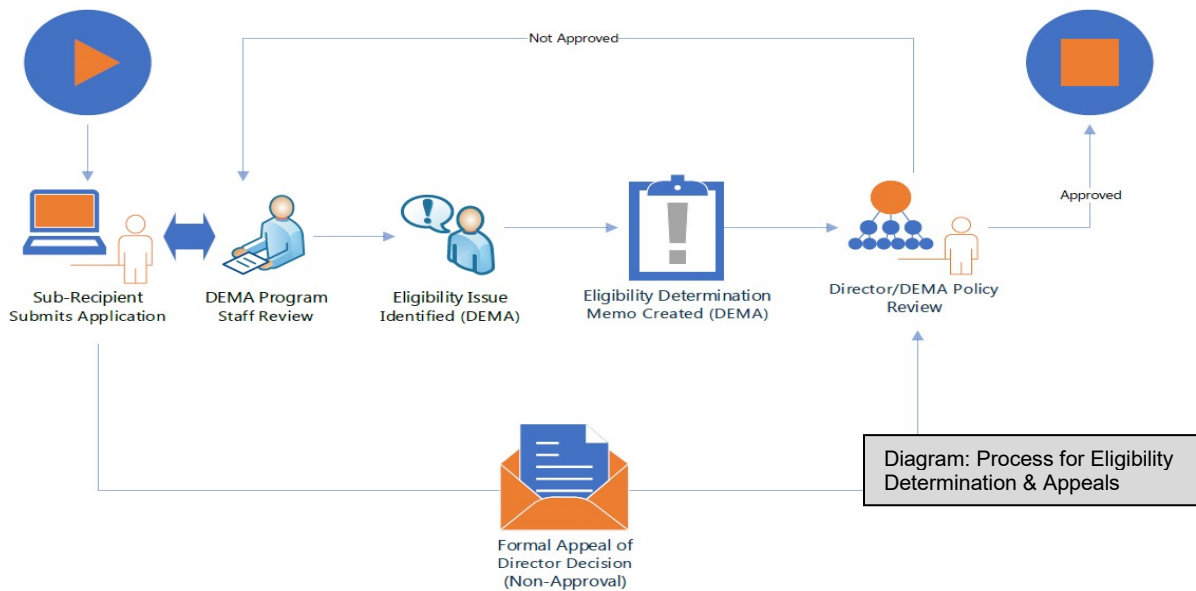 Not Approved
Approved
Sub-Recipient
Submits Application
DEMA Program
Staff Review
Eligibility Issue
Identified (DEMA)
Eligibility Determination
Memo Created (DEMA)
Director/DEMA Policy
Review
Diagram: Process for Eligibility
Determination & Appeals
Formal Appeal of
Director Decision
(Non-Approval)